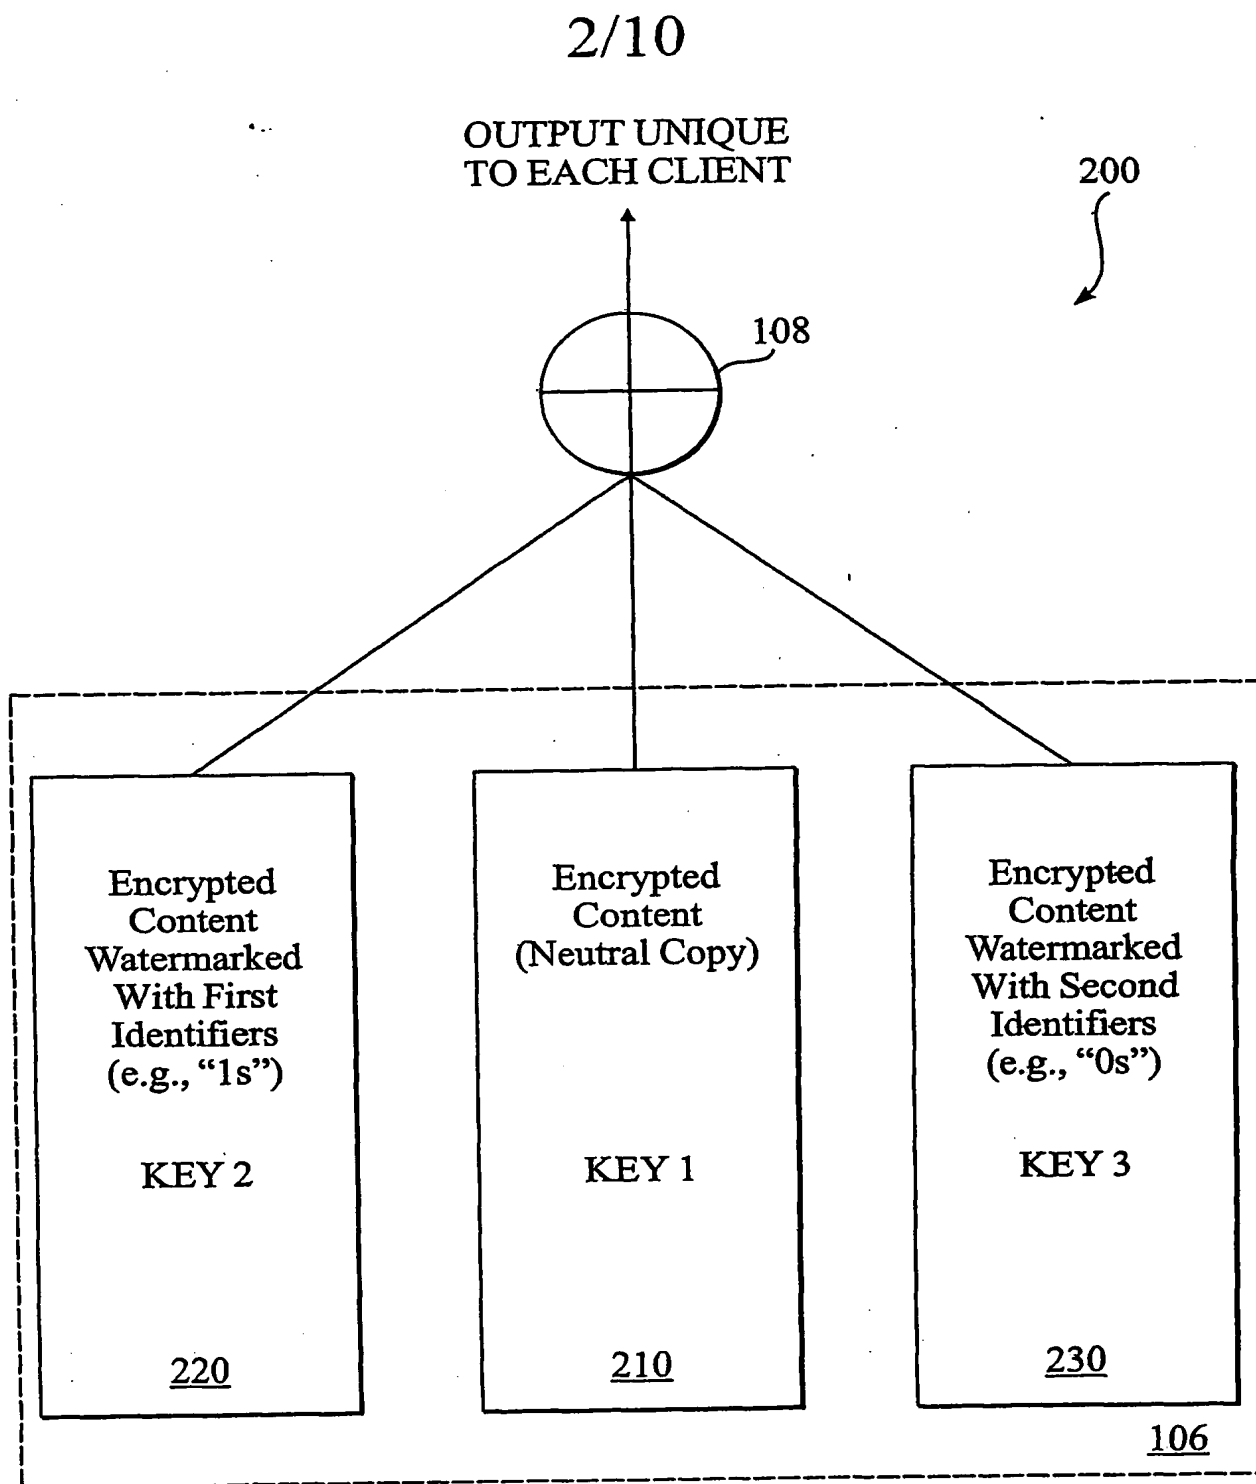 2/10
OUTPUT UNIQUE
TO EACH CLIENT
200
108
Encrypted
Content
Watermarked
With First
Identifiers
(e.g., “1s”)
KEY 2
220
Encrypted
Content
(Neutral Copy)
KEY 1
210
Encrypted
Content
Watermarked
With Second
Identifiers
(e.g., “0s”)
KEY 3
230
106